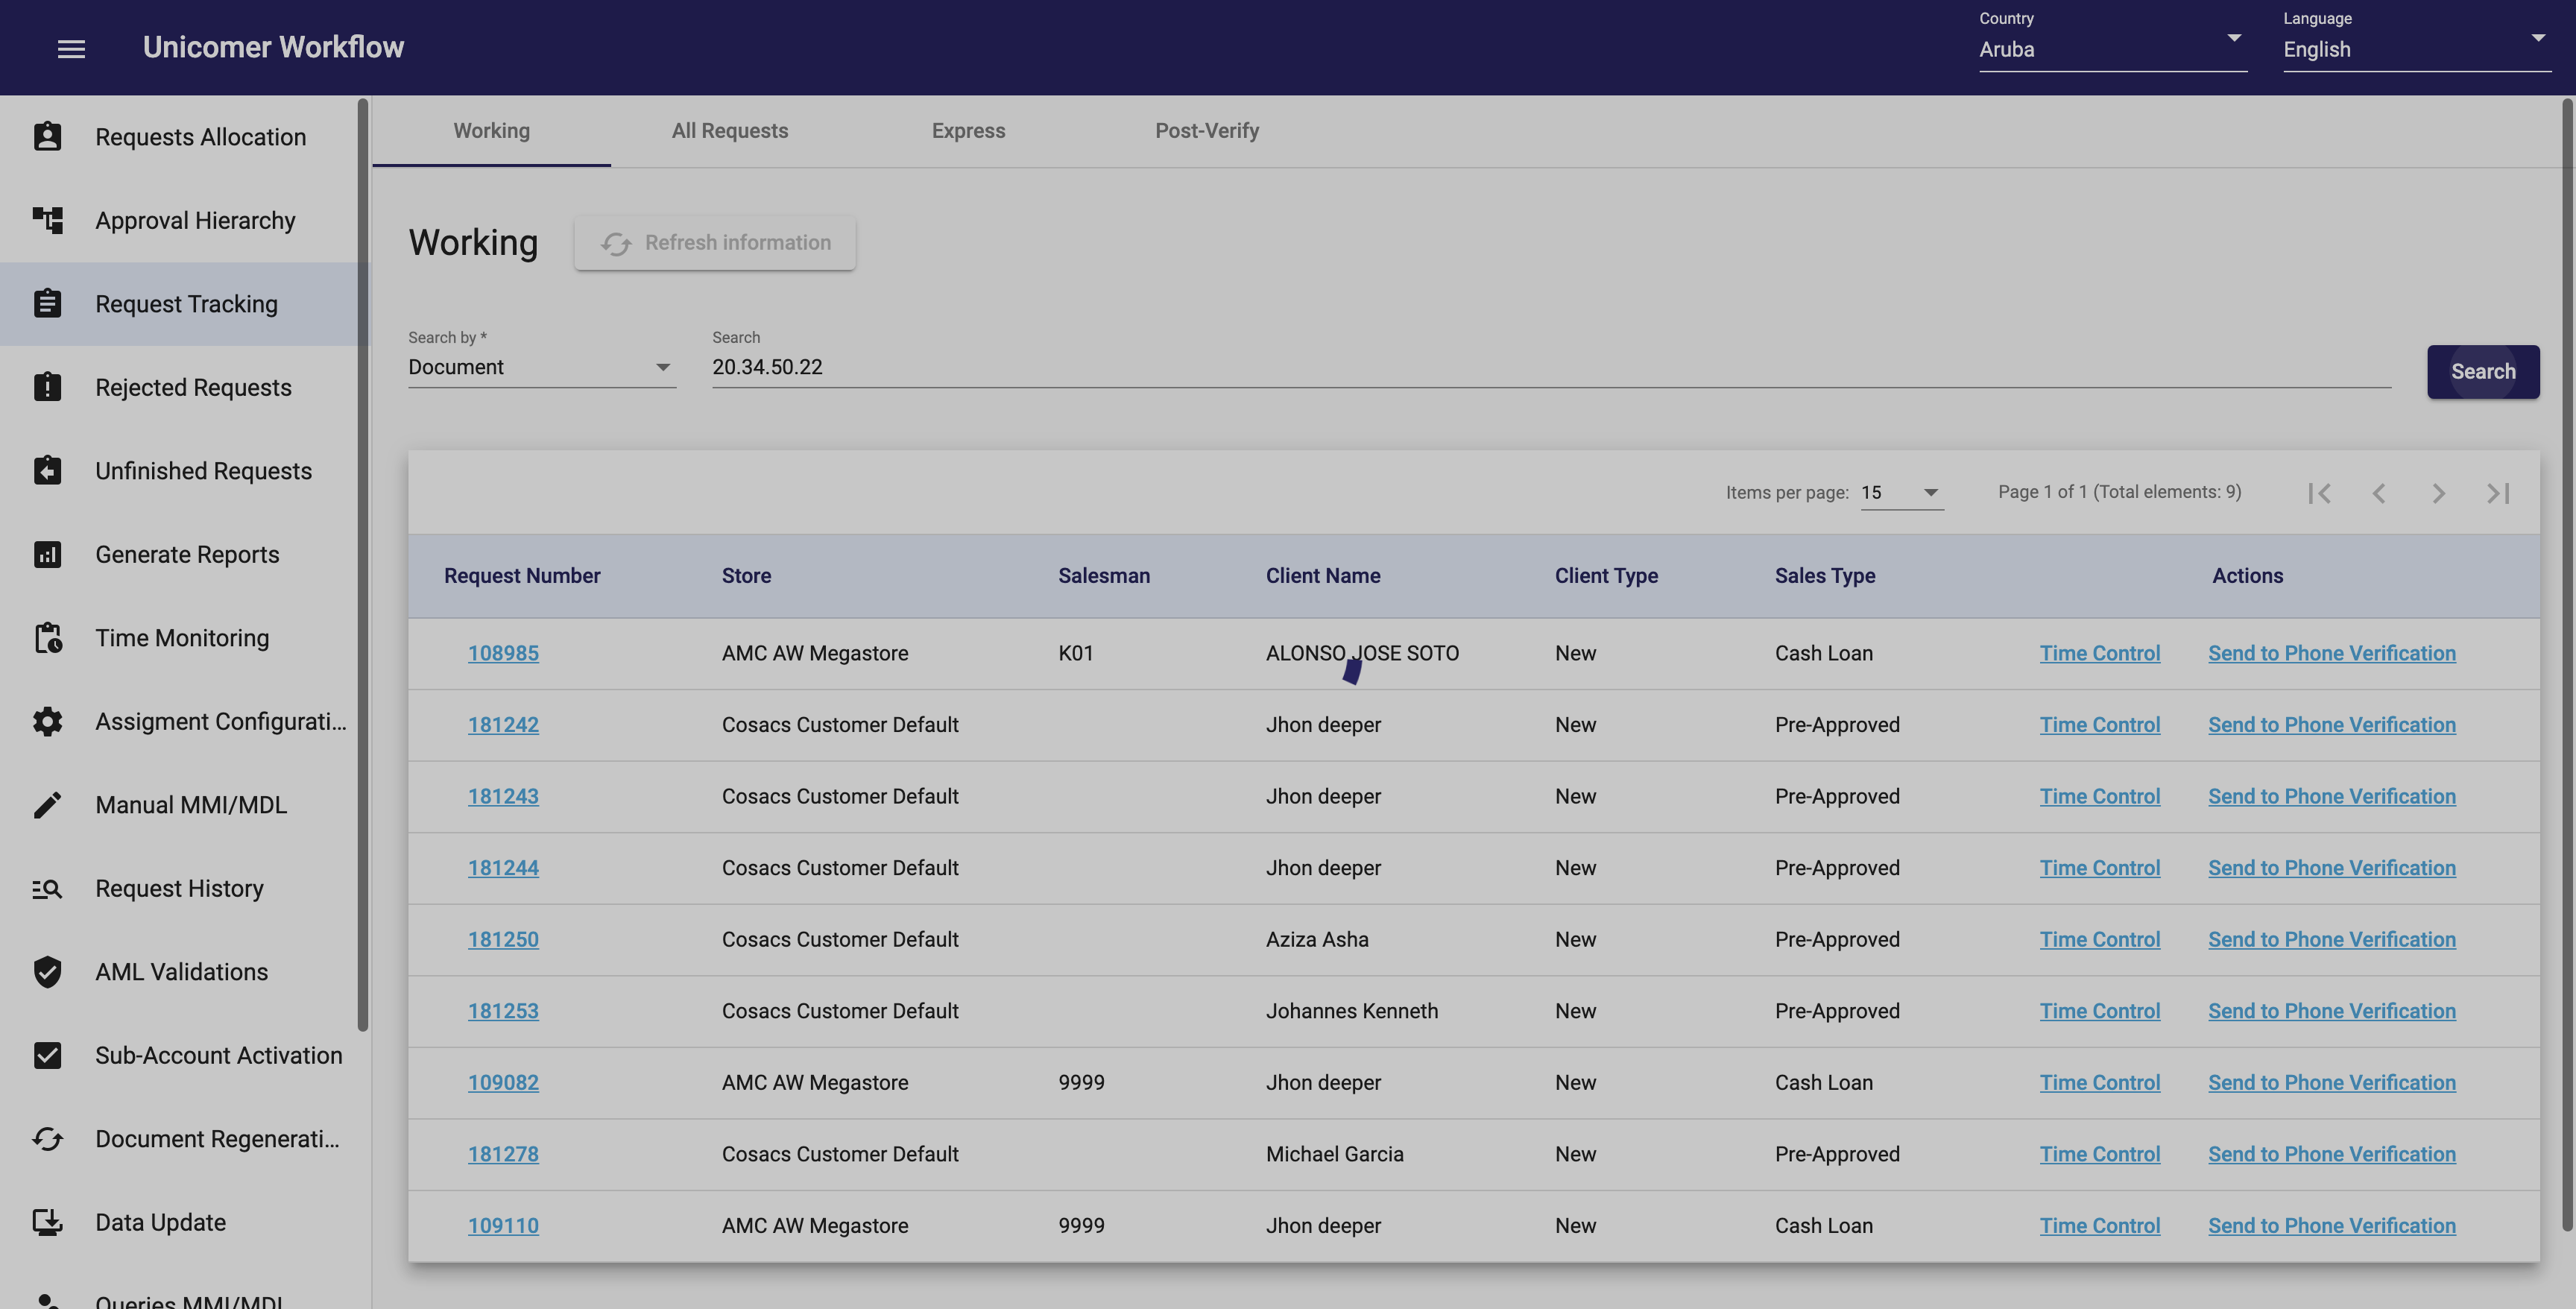 Unicomer Workflow
Country
Aruba
Language
English
Requests Allocation
Approval Hierarchy
Request Tracking
Rejected Requests
Unfinished Requests
Generate Reports
Time Monitoring
Assigment Configurati...
Manual MMI/MDL
Request History
AML Validations
Sub-Account Activation
Document Regenerati...
Data Update
Queries MMI/MDL
Working All Requests Express Post-Verify
Working
Refresh information
Search by *
Document
Search
20.34.50.22
Search
Items per page: 15 Page 1 of 1 (Total elements: 9)
Request Number Store Salesman Client Name Client Type Sales Type Actions
108985 AMC AW Megastore K01 ALONSO JOSE SOTO New Cash Loan Time Control Send to Phone Verification
181242 Cosacs Customer Default Jhon deeper New Pre-Approved Time Control Send to Phone Verification
181243 Cosacs Customer Default Jhon deeper New Pre-Approved Time Control Send to Phone Verification
181244 Cosacs Customer Default Jhon deeper New Pre-Approved Time Control Send to Phone Verification
181250 Cosacs Customer Default Aziza Asha New Pre-Approved Time Control Send to Phone Verification
181253 Cosacs Customer Default Johannes Kenneth New Pre-Approved Time Control Send to Phone Verification
109082 AMC AW Megastore 9999 Jhon deeper New Cash Loan Time Control Send to Phone Verification
181278 Cosacs Customer Default Michael Garcia New Pre-Approved Time Control Send to Phone Verification
109110 AMC AW Megastore 9999 Jhon deeper New Cash Loan Time Control Send to Phone Verification